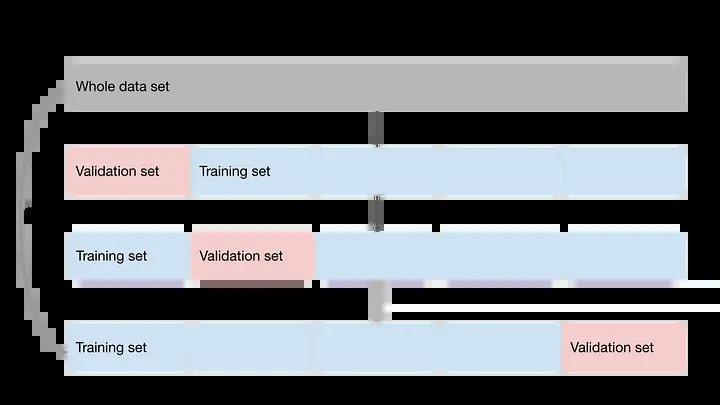 Whole data set
Validation set Training set
Training set Validation set
Training set Validation set